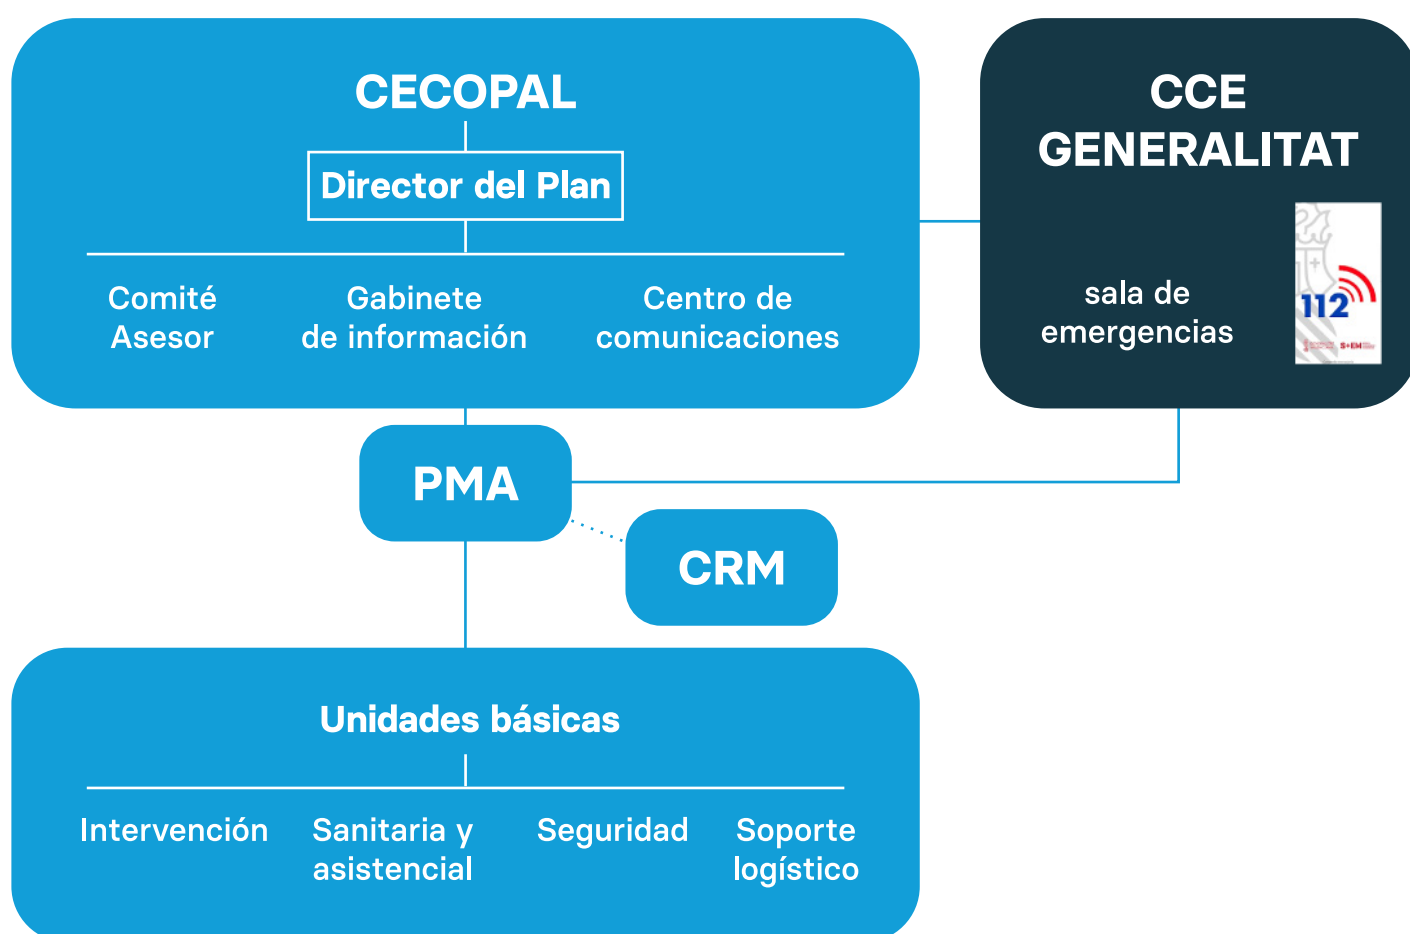 CECOPAL
Director del Plan
Comité
Asesor
Gabinete
de información
Centro de
comunicaciones
CCE
GENERALITAT
sala de
emergencias
112
PMA
CRM
Unidades básicas
Intervención
Sanitaria y
asistencial
Seguridad
Soporte
logístico